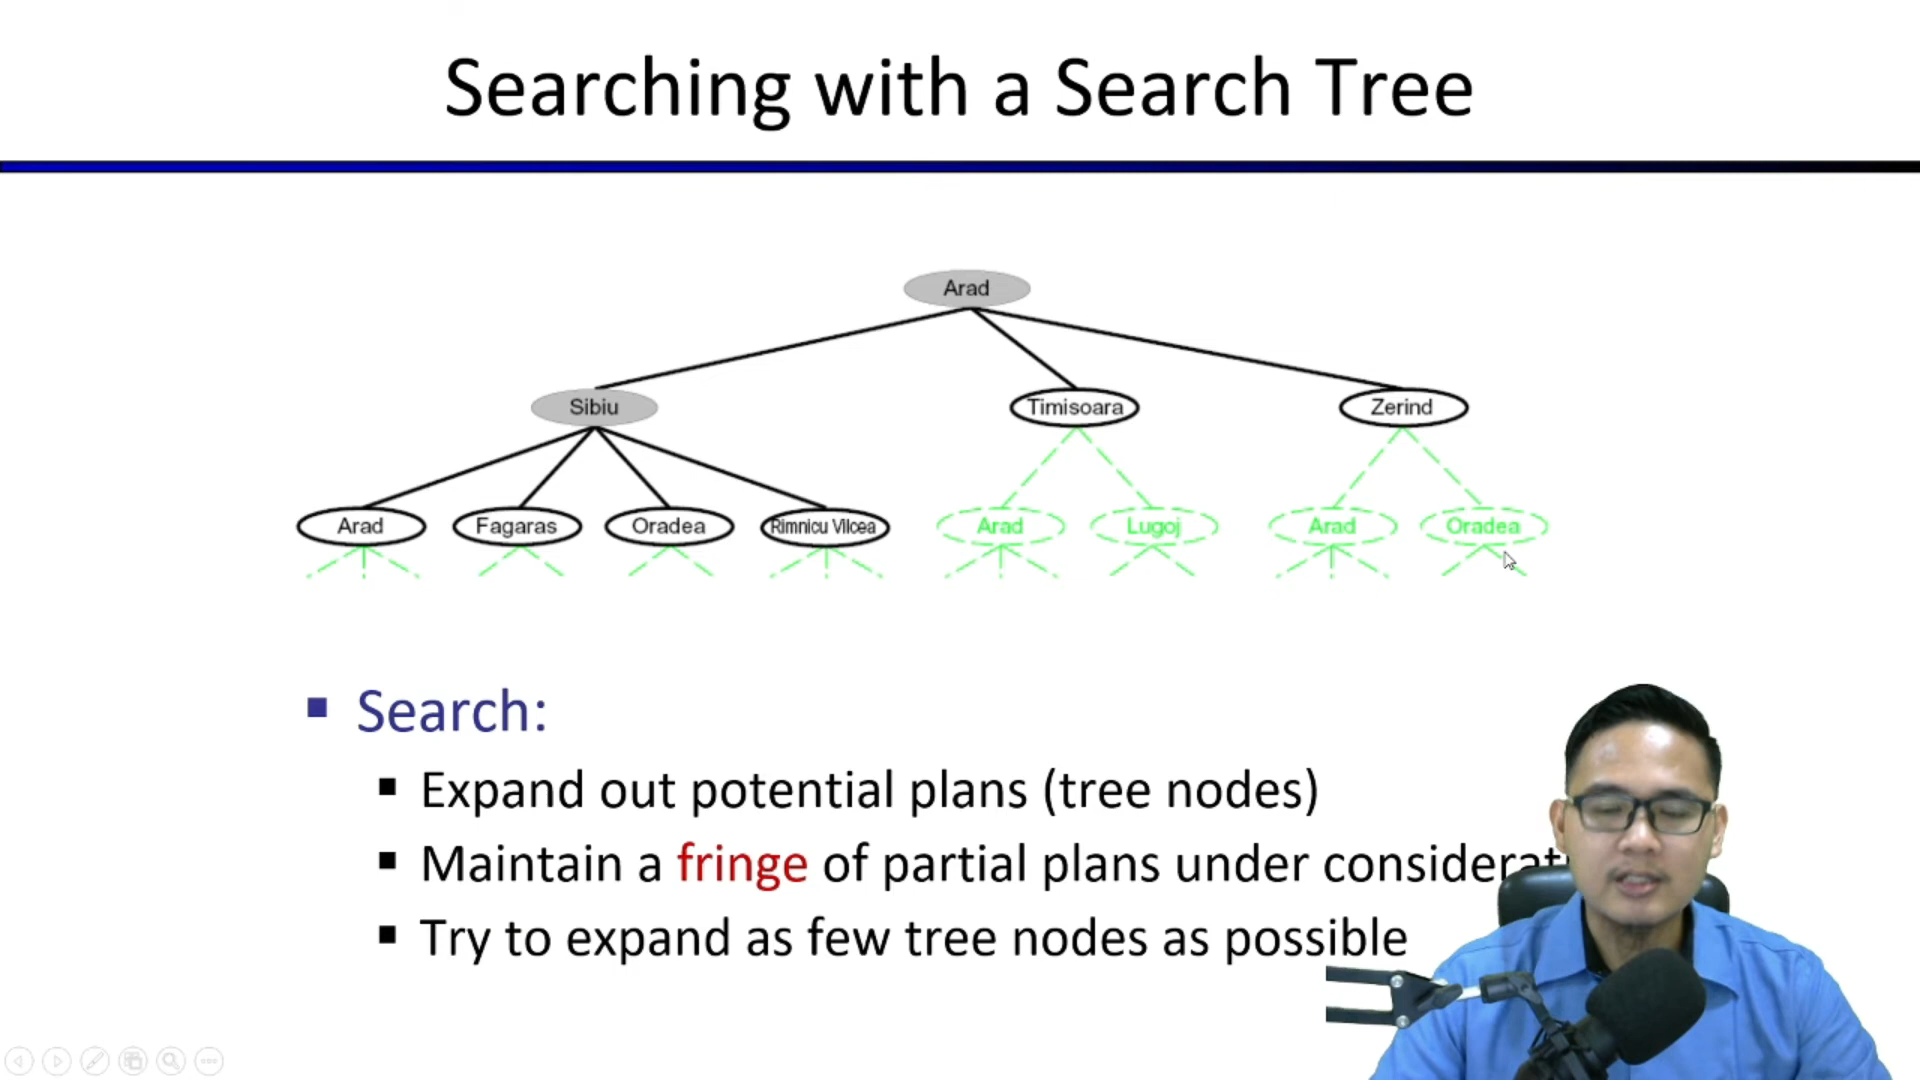 Searching with a Search Tree
Arad
Sibiu Timisoara Zerind
Arad Fagaras Oradea Rimnicu Vilcea Arad Lugoj Arad Oradea
Search:
Expand out potential plans (tree nodes)
Maintain a fringe of partial plans under considerat
Try to expand as few tree nodes as possible